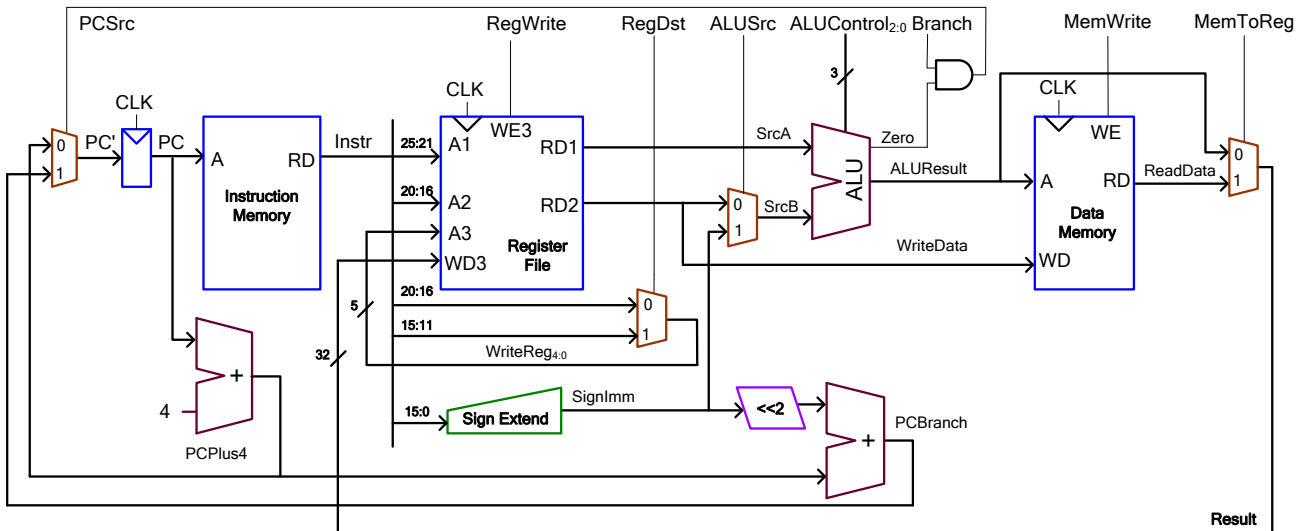 PCSrc
RegWrite
RegDst
ALUSrc
ALUControl2:0 Branch
MemWrite
MemToReg
CLK
CLK
CLK
3
0
1
PC'
PC
A
RD
Instruction
Memory
Instr
25:21
20:16
A1
A2
A3
WD3
WE3
RD1
RD2
Register
File
SrcA
0
1
SrcB
ALU
Zero
ALUResult
WriteData
A
WD
WE
RD
Data
Memory
ReadData
0
1
5
32
20:16
15:11
0
1
WriteReg4:0
4
+
PCPlus4
15:0
Sign Extend
SignImm
<<2
+
PCBranch
Result